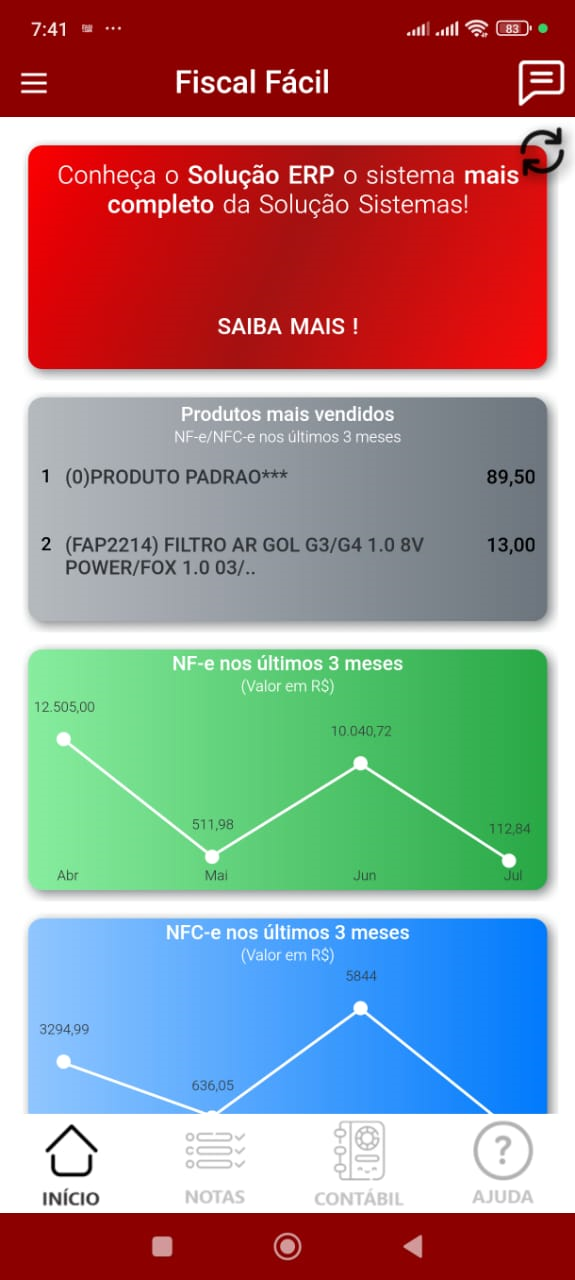 7:41
83
Fiscal Fácil
Conheça o Solução ERP o sistema mais
completo da Solução Sistemas!
SAIBA MAIS !
Produtos mais vendidos
NF-e/NFC-e nos últimos 3 meses
1 (0)PRODUTO PADRAO*** 89,50
2 (FAP2214) FILTRO AR GOL G3/G4 1.0 8V 13,00
POWER/FOX 1.0 03/..
NF-e nos últimos 3 meses
(Valor em R$)
12.505,00
10.040,72
511,98
112,84
Abr Mai Jun Jul
NFC-e nos últimos 3 meses
(Valor em R$)
5844
3294,99
636,05
INÍCIO NOTAS CONTÁBIL AJUDA